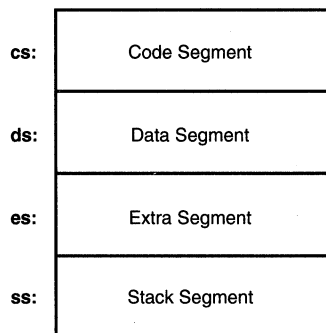 cs: Code Segment
ds: Data Segment
es: Extra Segment
ss: Stack Segment